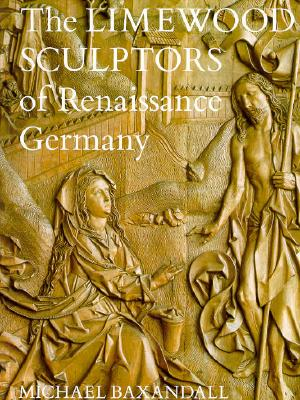 The LIMEWOOD
SCULPTORS
of Renaissance
Germany
MICHAEL BAXANDALL